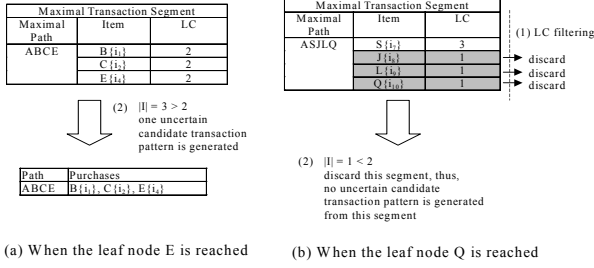 Maximal Transaction Segment
Maximal Path Item LC
ABCE B{i₁} 2
C{i₂} 2
E{i₄} 2
(2) |I| = 3 > 2
one uncertain
candidate transaction
pattern is generated
Path Purchases
ABCE B{i₁}, C{i₂}, E{i₄}
(a) When the leaf node E is reached
Maximal Transaction Segment
Maximal Path Item LC
ASJLQ S{i₇} 3
J{i₈} 1
L{i₉} 1
Q{i₁₀} 1
(1) LC filtering
discard
discard
discard
(2) |I| = 1 < 2
discard this segment, thus,
no uncertain candidate
transaction pattern is generated
from this segment
(b) When the leaf node Q is reached